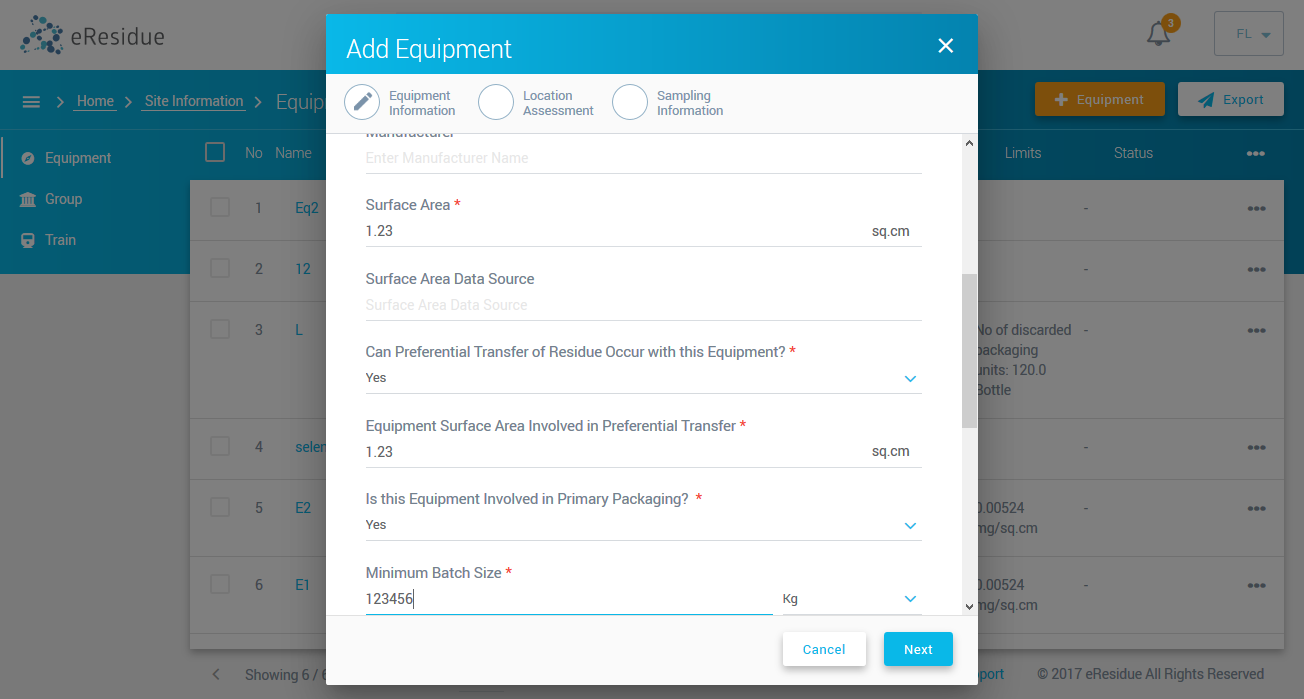 eResidue
Add Equipment
3
FL
Home
Site Information
Equip
Equipment
Information
Location
Assessment
Sampling
Information
Equipment
Export
Equipment
Group
Train
No Name Limits Status
1 Eq2 -
2 12 -
3 L No of discarded -
packaging
units: 120.0
Bottle
4 selen -
5 E2 0.00524 -
mg/sq.cm
6 E1 0.00524 -
mg/sq.cm
Manufacturer
Enter Manufacturer Name
Surface Area *
1.23 sq.cm
Surface Area Data Source
Surface Area Data Source
Can Preferential Transfer of Residue Occur with this Equipment? *
Yes
Equipment Surface Area Involved in Preferential Transfer *
1.23 sq.cm
Is this Equipment Involved in Primary Packaging? *
Yes
Minimum Batch Size *
123456 Kg
Cancel
Next
Showing 6 / 6
port
© 2017 eResidue All Rights Reserved